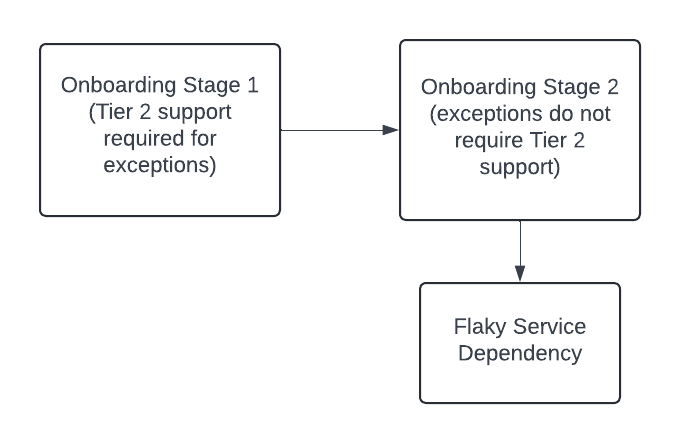 Onboarding Stage 1
(Tier 2 support
required for
exceptions)
Onboarding Stage 2
(exceptions do not
require Tier 2
support)
Flaky Service
Dependency